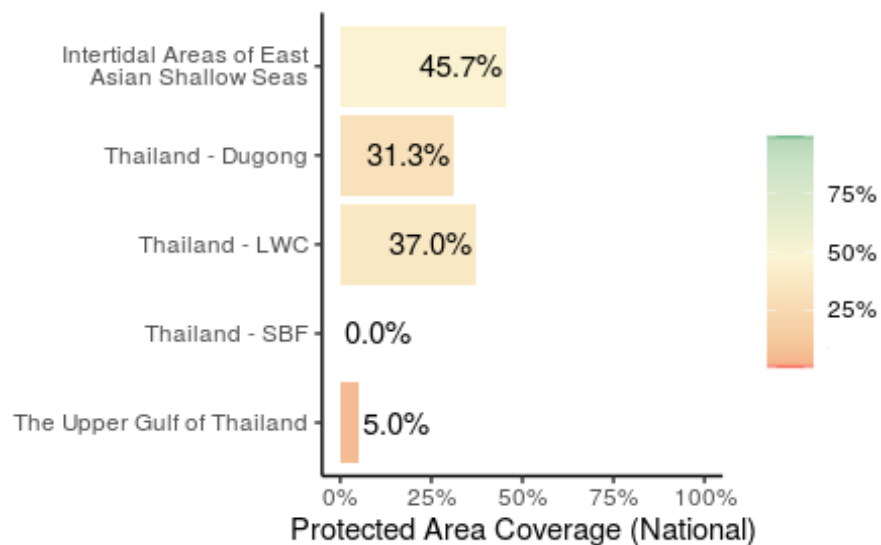 Intertidal Areas of East
Asian Shallow Seas
45.7%
Thailand - Dugong
31.3%
Thailand - LWC
37.0%
Thailand - SBF
0.0%
The Upper Gulf of Thailand
5.0%
0% 25% 50% 75% 100%
Protected Area Coverage (National)
75%
50%
25%